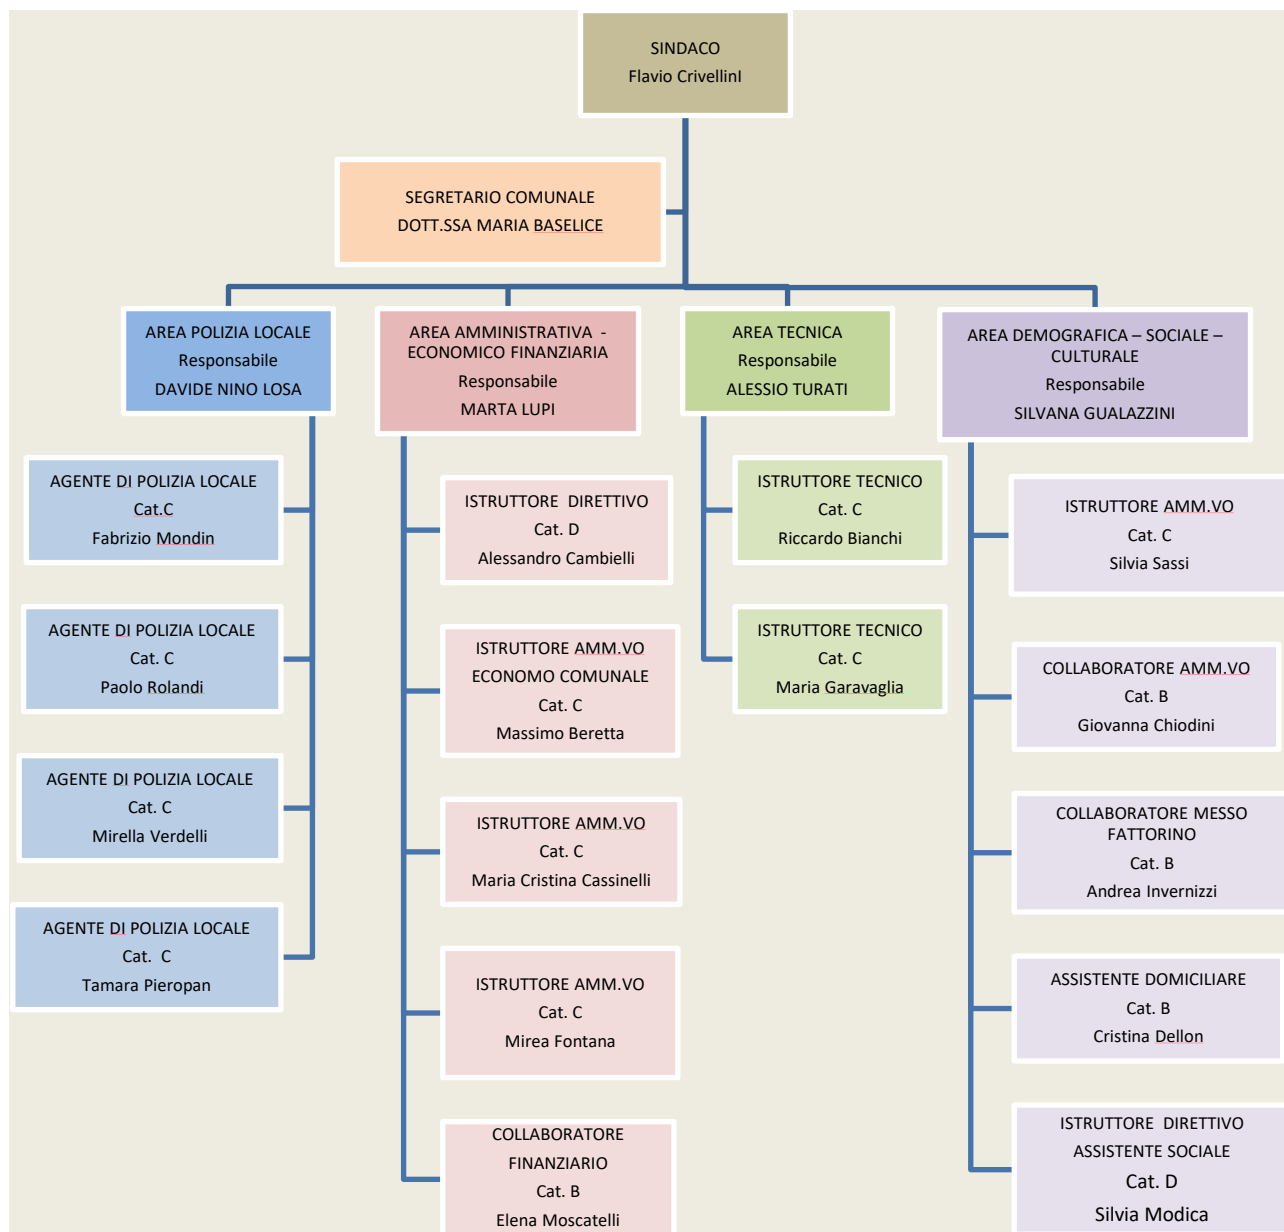 SINDACO
Flavio CrivellinI
SEGRETARIO COMUNALE
DOTT.SSA MARIA BASELICE
AREA POLIZIA LOCALE
Responsabile
DAVIDE NINO LOSA
AREA AMMINISTRATIVA -
ECONOMICO FINANZIARIA
Responsabile
MARTA LUPI
AREA TECNICA
Responsabile
ALESSIO TURATI
AREA DEMOGRAFICA – SOCIALE –
CULTURALE
Responsabile
SILVANA GUALAZZINI
AGENTE DI POLIZIA LOCALE
Cat.C
Fabrizio Mondin
AGENTE DI POLIZIA LOCALE
Cat. C
Paolo Rolandi
AGENTE DI POLIZIA LOCALE
Cat. C
Mirella Verdelli
AGENTE DI POLIZIA LOCALE
Cat. C
Tamara Pieropan
ISTRUTTORE DIRETTIVO
Cat. D
Alessandro Cambielli
ISTRUTTORE AMM.VO
ECONOMO COMUNALE
Cat. C
Massimo Beretta
ISTRUTTORE AMM.VO
Cat. C
Maria Cristina Cassinelli
ISTRUTTORE AMM.VO
Cat. C
Mirea Fontana
COLLABORATORE
FINANZIARIO
Cat. B
Elena Moscatelli
ISTRUTTORE TECNICO
Cat. C
Riccardo Bianchi
ISTRUTTORE TECNICO
Cat. C
Maria Garavaglia
ISTRUTTORE AMM.VO
Cat. C
Silvia Sassi
COLLABORATORE AMM.VO
Cat. B
Giovanna Chiodini
COLLABORATORE MESSO
FATTORINO
Cat. B
Andrea Invernizzi
ASSISTENTE DOMICILIARE
Cat. B
Cristina Dellon
ISTRUTTORE DIRETTIVO
ASSISTENTE SOCIALE
Cat. D
Silvia Modica